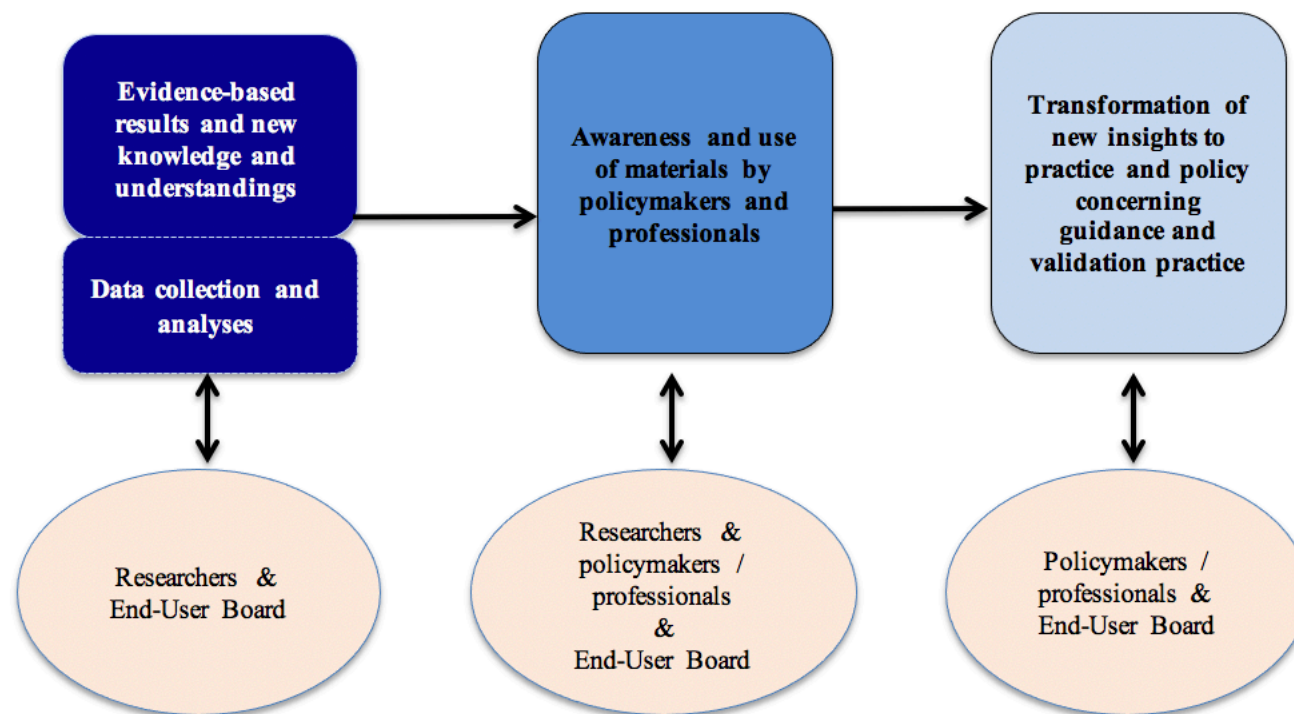 Evidence-based
results and new
knowledge and
understandings
Data collection and
analyses
Awareness and use
of materials by
policymakers and
professionals
Transformation of
new insights to
practice and policy
concerning
guidance and
validation practice
Researchers &
End-User Board
Researchers &
policymakers /
professionals
&
End-User Board
Policymakers /
professionals &
End-User Board